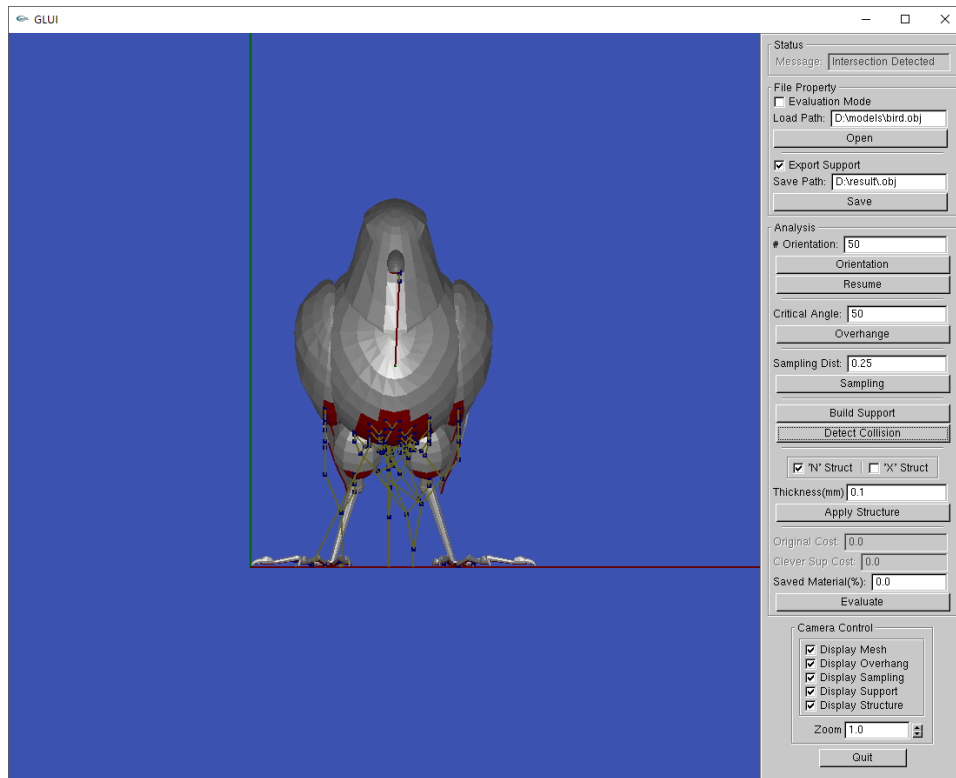 GLUI
Status
Message: Intersection Detected
File Property
Evaluation Mode
Load Path: D:\models\bird.obj
Open
Export Support
Save Path: D:\result\.obj
Save
Analysis
# Orientation: 50
Orientation
Resume
Critical Angle: 50
Overhange
Sampling Dist: 0.25
Sampling
Build Support
Detect Collision
'N' Struct 'X' Struct
Thickness(mm) 0.1
Apply Structure
Original Cost: 0.0
Clever Sup Cost: 0.0
Saved Material(%): 0.0
Evaluate
Camera Control
Display Mesh
Display Overhang
Display Sampling
Display Support
Display Structure
Zoom 1.0
Quit